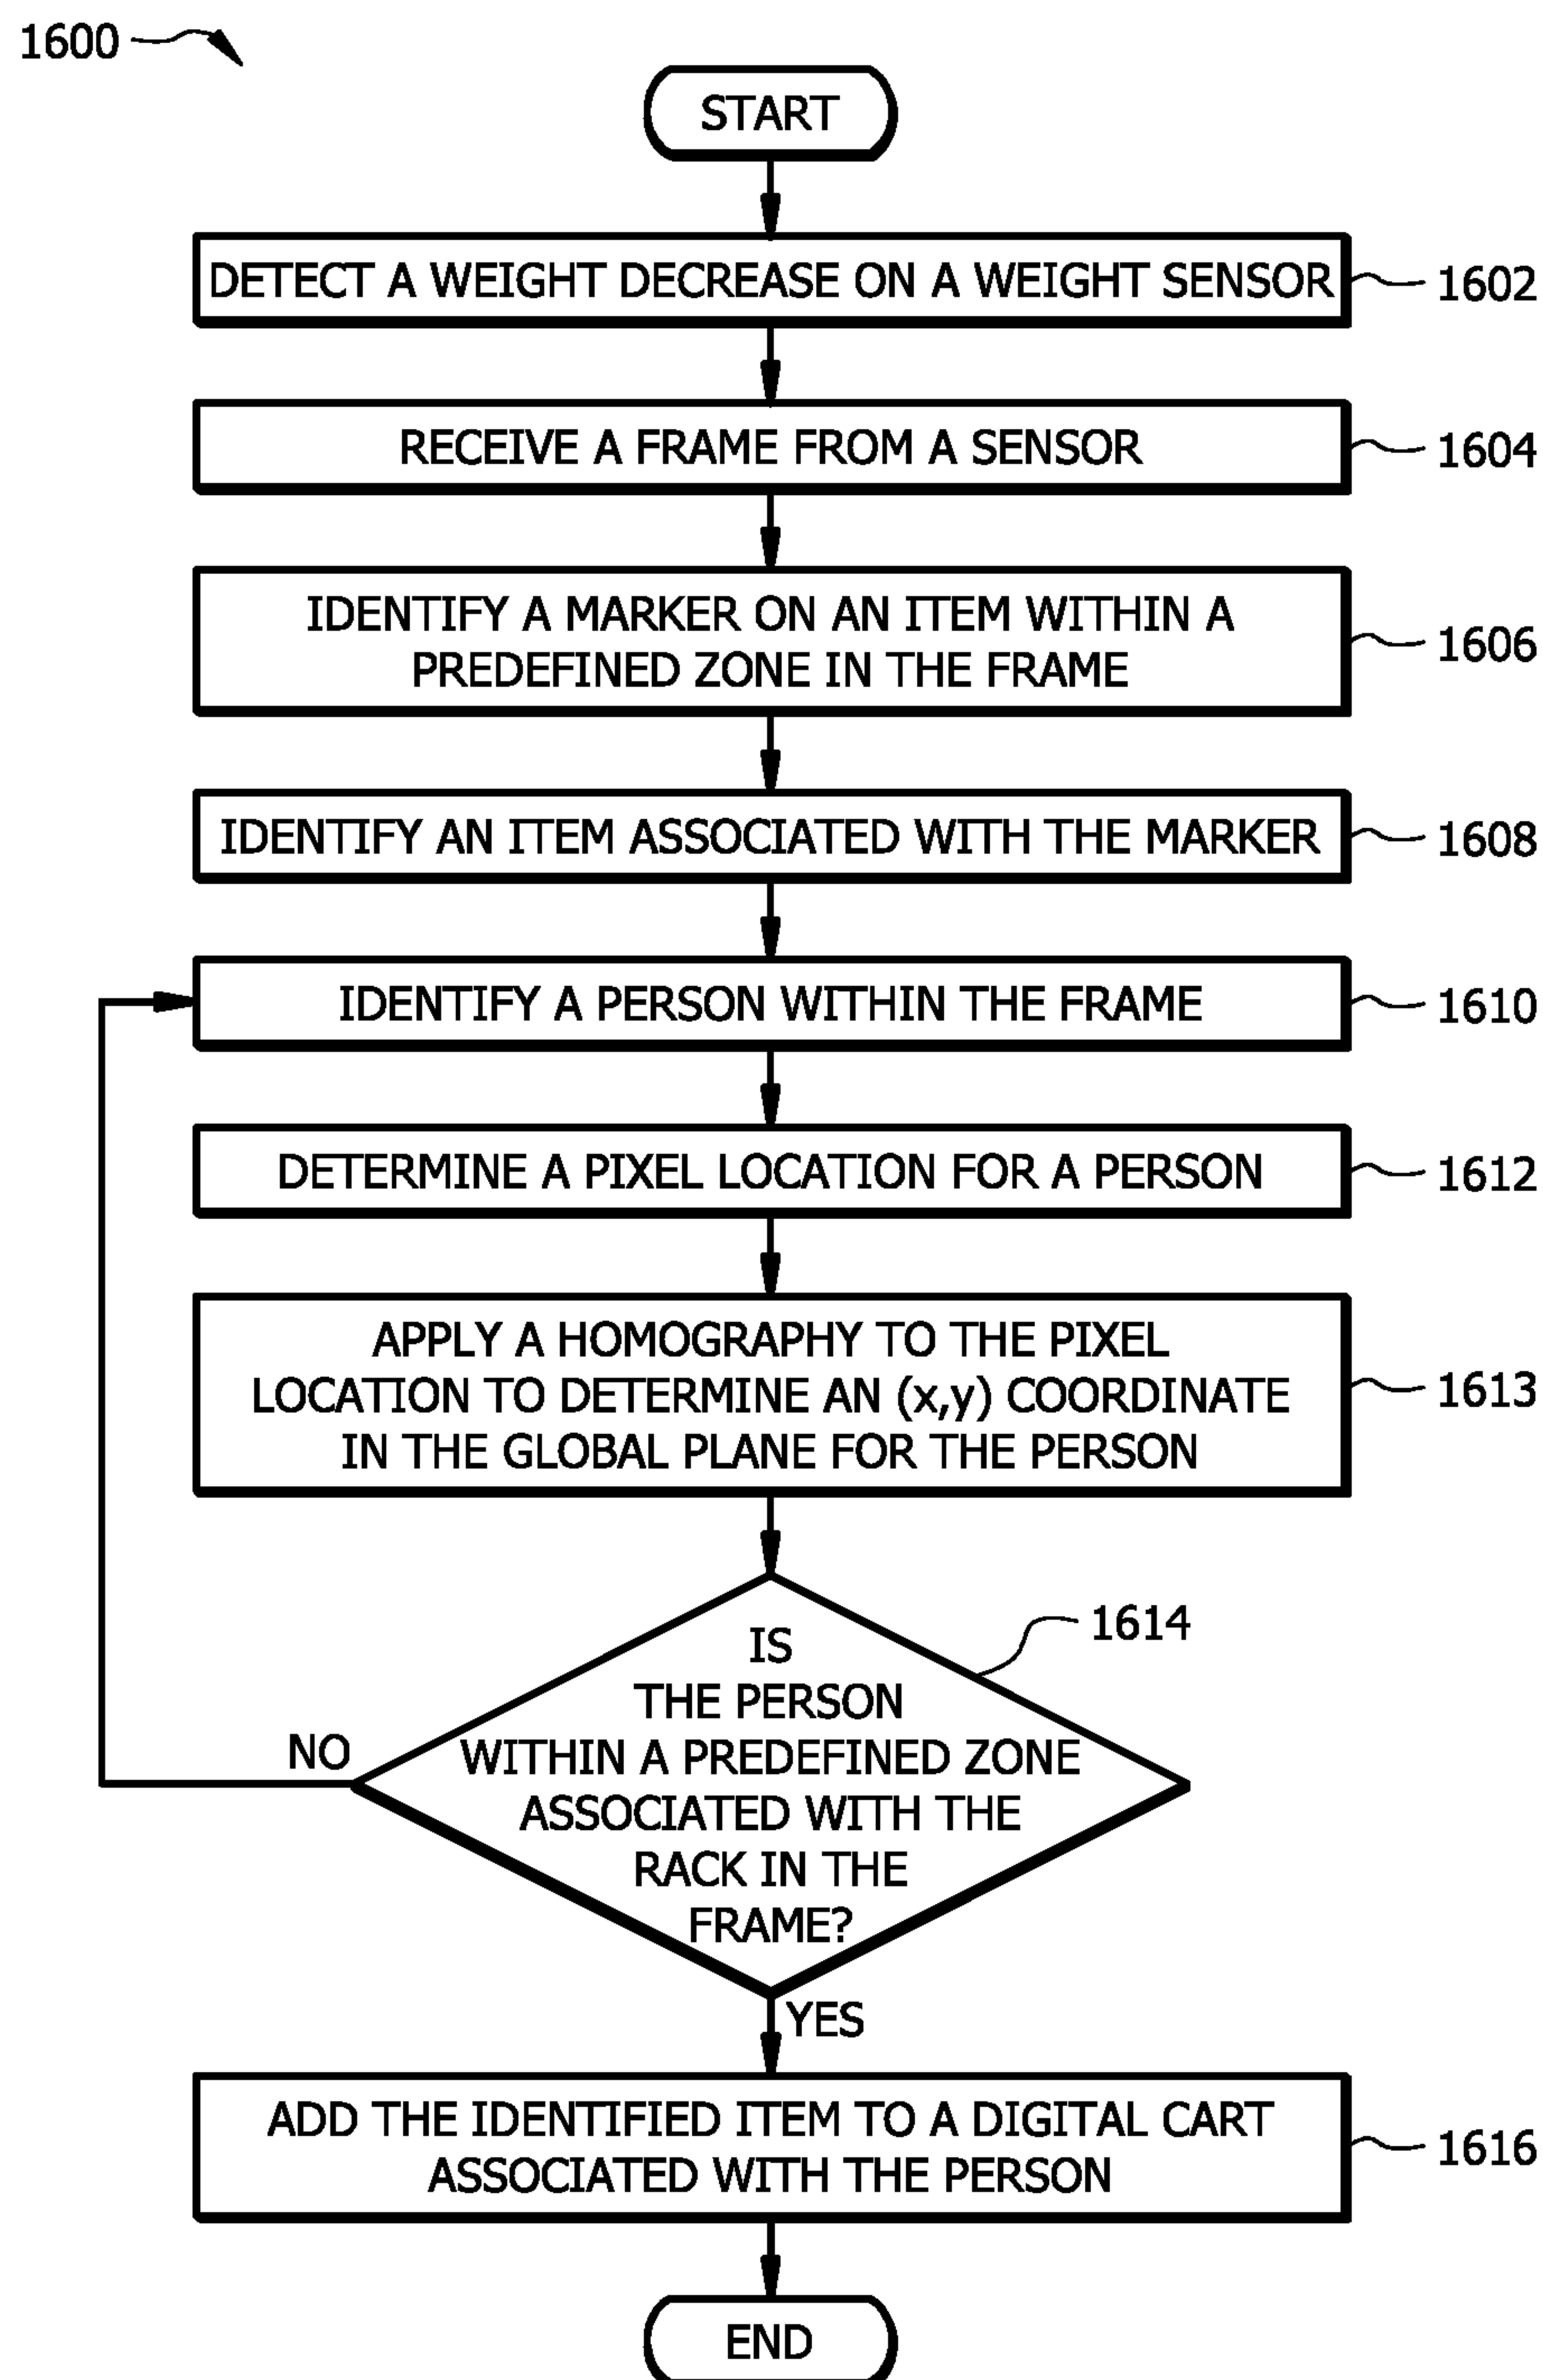 1600
START
DETECT A WEIGHT DECREASE ON A WEIGHT SENSOR
1602
RECEIVE A FRAME FROM A SENSOR
1604
IDENTIFY A MARKER ON AN ITEM WITHIN A
PREDEFINED ZONE IN THE FRAME
1606
IDENTIFY AN ITEM ASSOCIATED WITH THE MARKER
1608
IDENTIFY A PERSON WITHIN THE FRAME
1610
DETERMINE A PIXEL LOCATION FOR A PERSON
1612
APPLY A HOMOGRAPHY TO THE PIXEL
LOCATION TO DETERMINE AN (x,y) COORDINATE
IN THE GLOBAL PLANE FOR THE PERSON
1613
IS
THE PERSON
WITHIN A PREDEFINED ZONE
ASSOCIATED WITH THE
RACK IN THE
FRAME?
1614
NO
YES
ADD THE IDENTIFIED ITEM TO A DIGITAL CART
ASSOCIATED WITH THE PERSON
1616
END